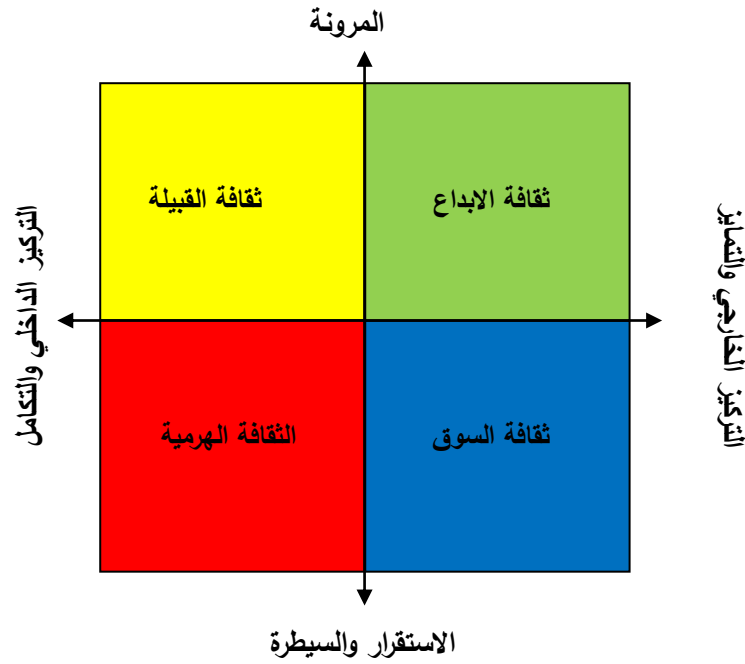 المرونة
ثقافة الابداع
ثقافة القبيلة
التركيز الخارجي والتمايز
التركيز الداخلي والتكامل
ثقافة السوق
الثقافة الهرمية
الاستقرار والسيطرة